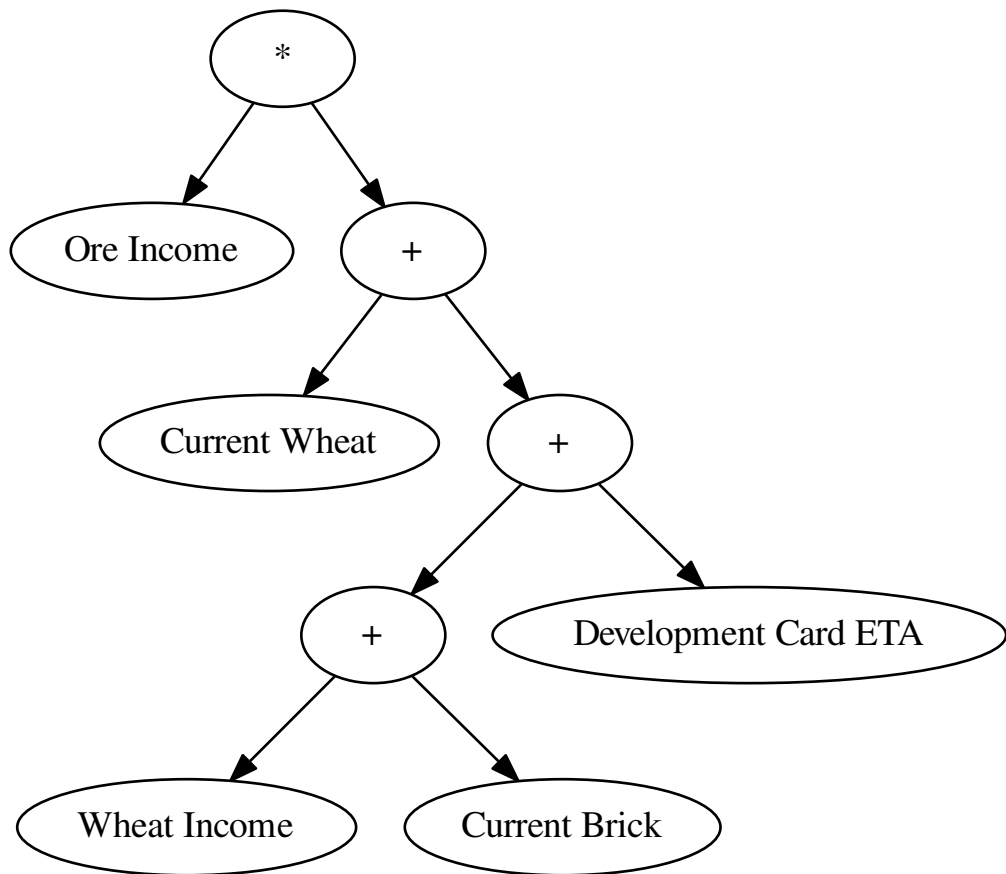 *
Ore Income
+
Current Wheat
+
+
Development Card ETA
Wheat Income
Current Brick